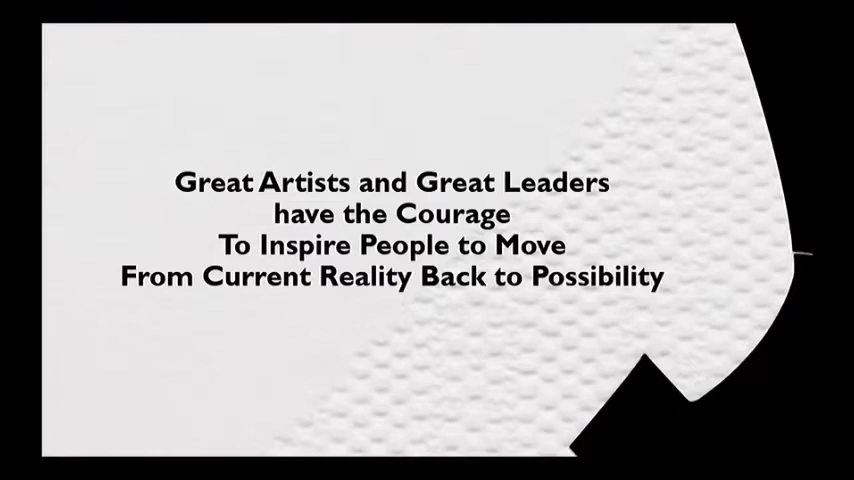 Great Artists and Great Leaders
have the Courage
To Inspire People to Move
From Current Reality Back to Possibility